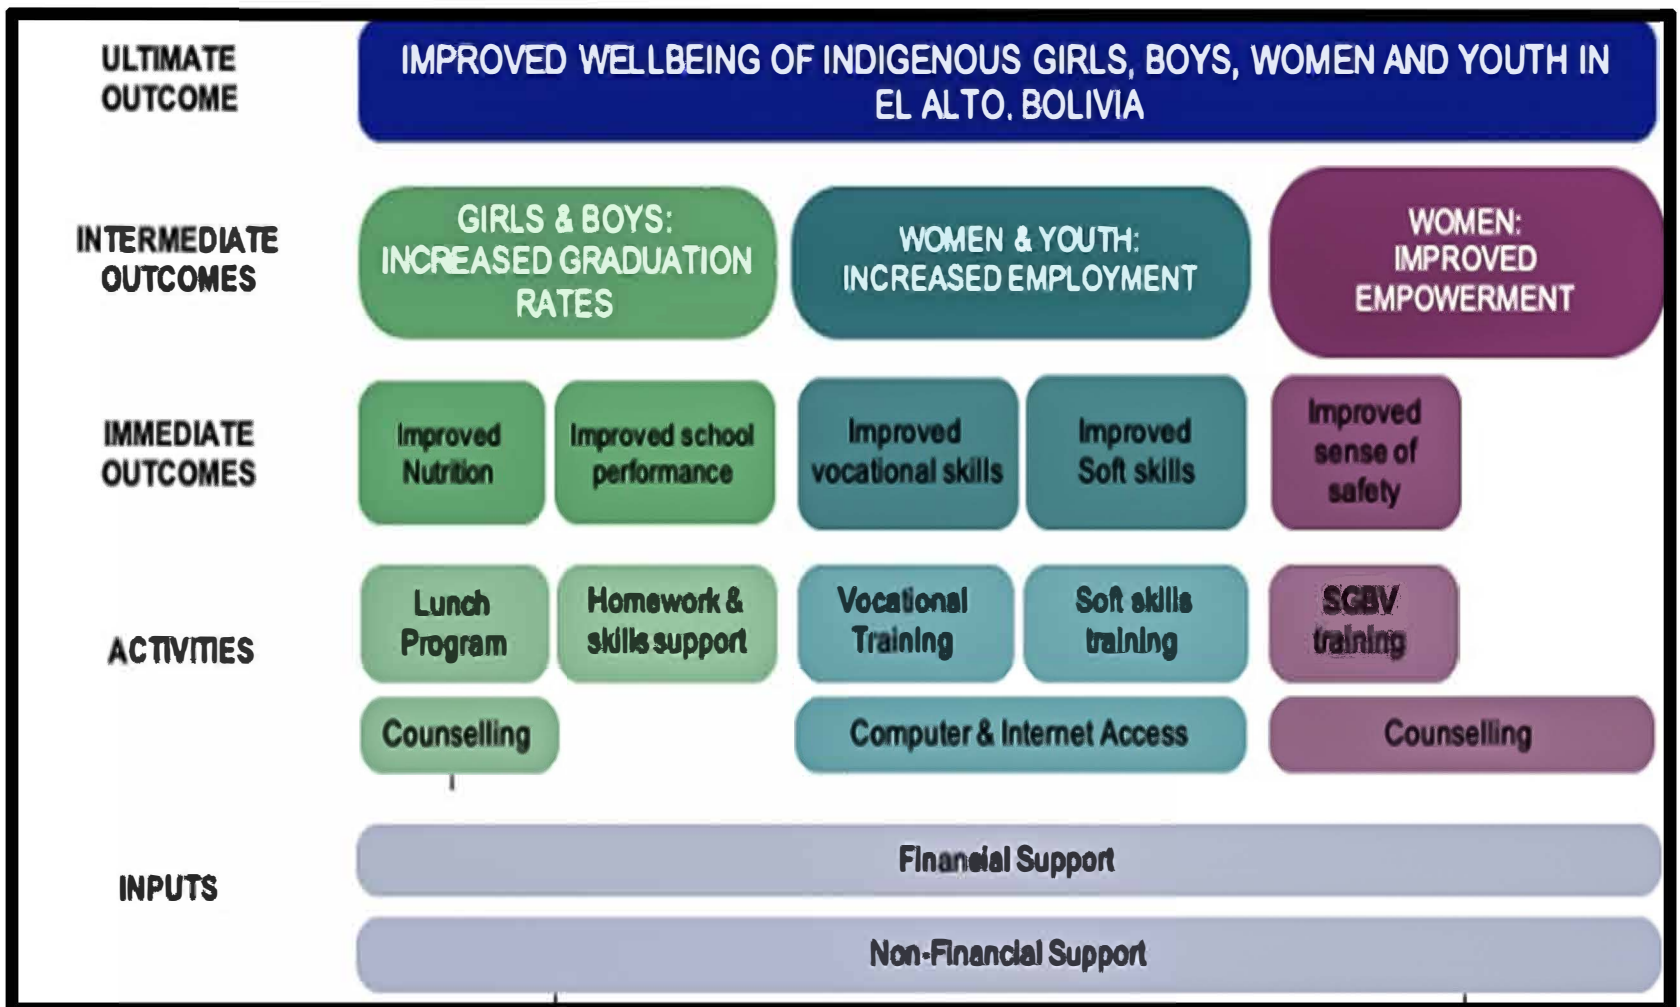 ULTIMATE
OUTCOME
IMPROVED WELLBEING OF INDIGENOUS GIRLS, BOYS, WOMEN AND YOUTH IN
EL ALTO. BOLIVIA
INTERMEDIATE
OUTCOMES
GIRLS & BOYS:
INCREASED GRADUATION
RATES
WOMEN & YOUTH:
INCREASED EMPLOYMENT
WOMEN:
IMPROVED
EMPOWERMENT
IMMEDIATE
OUTCOMES
Improved
Nutrition
Improved school
performance
Improved
vocational skills
Improved
Soft skills
Improved
sense of
safety
ACTIVITIES
Lunch
Program
Homework &
skills support
Vocational
Training
Soft skills
training
SGBV
training
Counselling
Computer & Internet Access
Counselling
INPUTS
Financial Support
Non-Financial Support